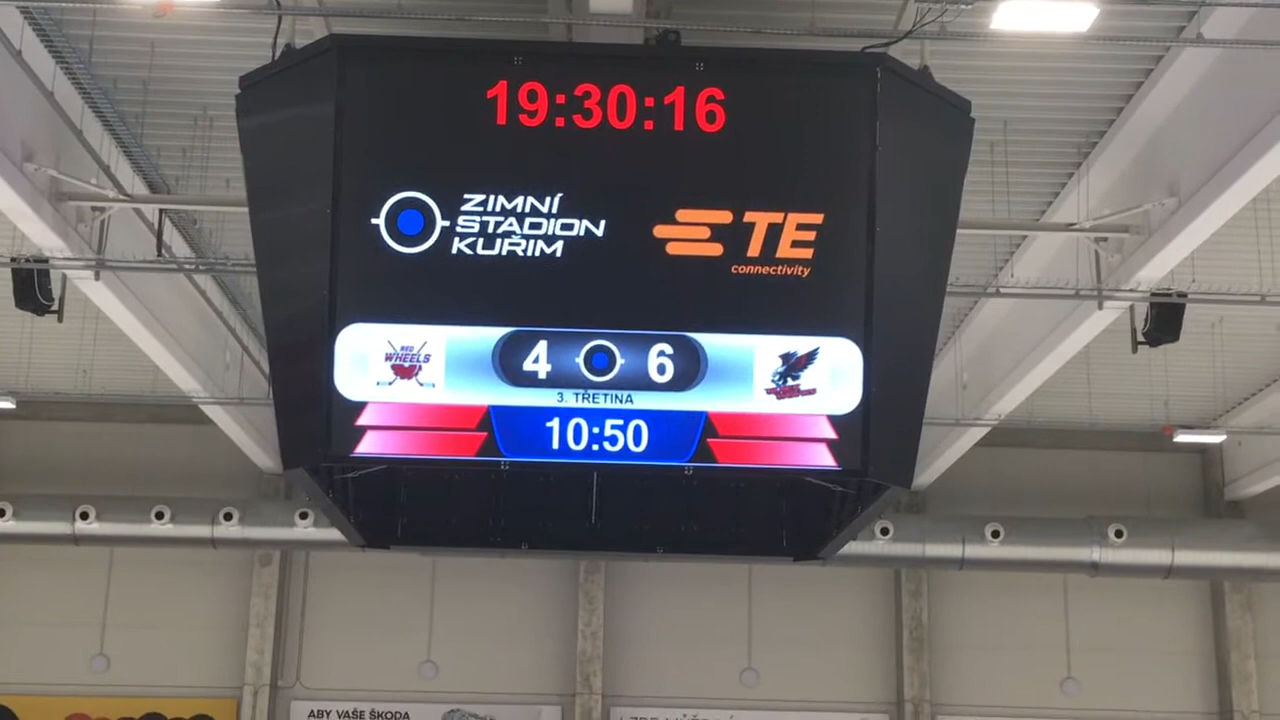 19:30:16
ZIMNÍ
STADION
KUŘIM
TE
connectivity
RED
WHEELS
4 6
3. TŘETINA
10:50
ABY VAŠE ŠKODA